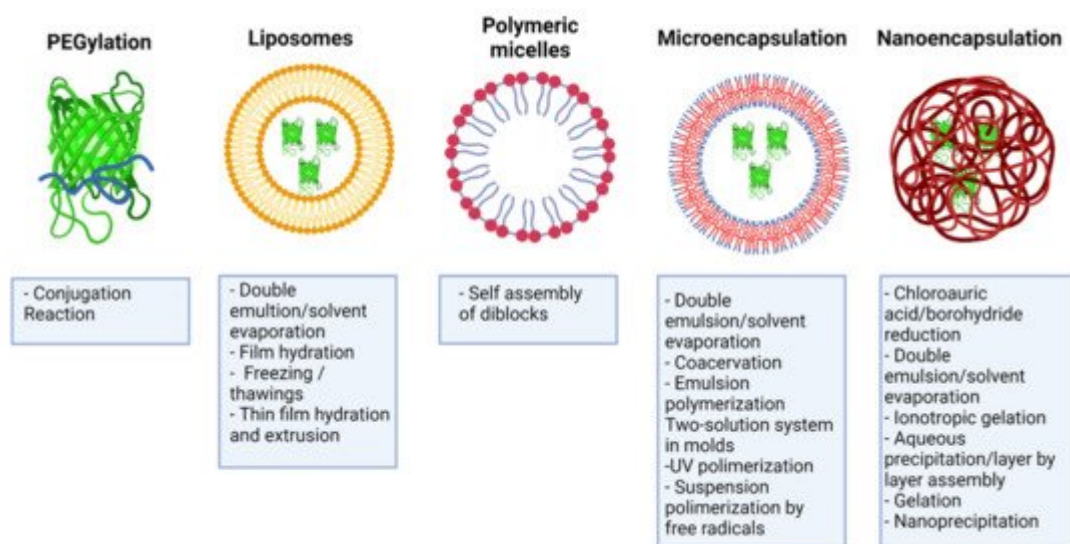 PEGylation
Liposomes
Polymeric
micelles
Microencapsulation
Nanoencapsulation
- Conjugation
Reaction
- Double
emultion/solvent
evaporation
- Film hydration
- Freezing /
thawings
- Thin film hydration
and extrusion
- Self assembly
of diblocks
- Double
emulsion/solvent
evaporation
- Coacervation
- Emulsion
polymerization
Two-solution system
in molds
-UV polimerization
- Suspension
polimerization by
free radicals
- Chloroauric
acid/borohydride
reduction
- Double
emulsion/solvent
evaporation
- Ionotropic gelation
- Aqueous
precipitation/layer by
layer assembly
- Gelation
- Nanoprecipitation